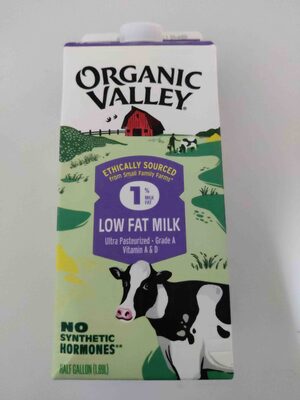 ORGANIC
VALLEY®
ETHICALLY SOURCED
from Small Family Farms*
1%
MILK
FAT
LOW FAT MILK
Ultra Pasteurized • Grade A
Vitamin A & D
NO
SYNTHETIC
HORMONES**
HALF GALLON (1.89L)